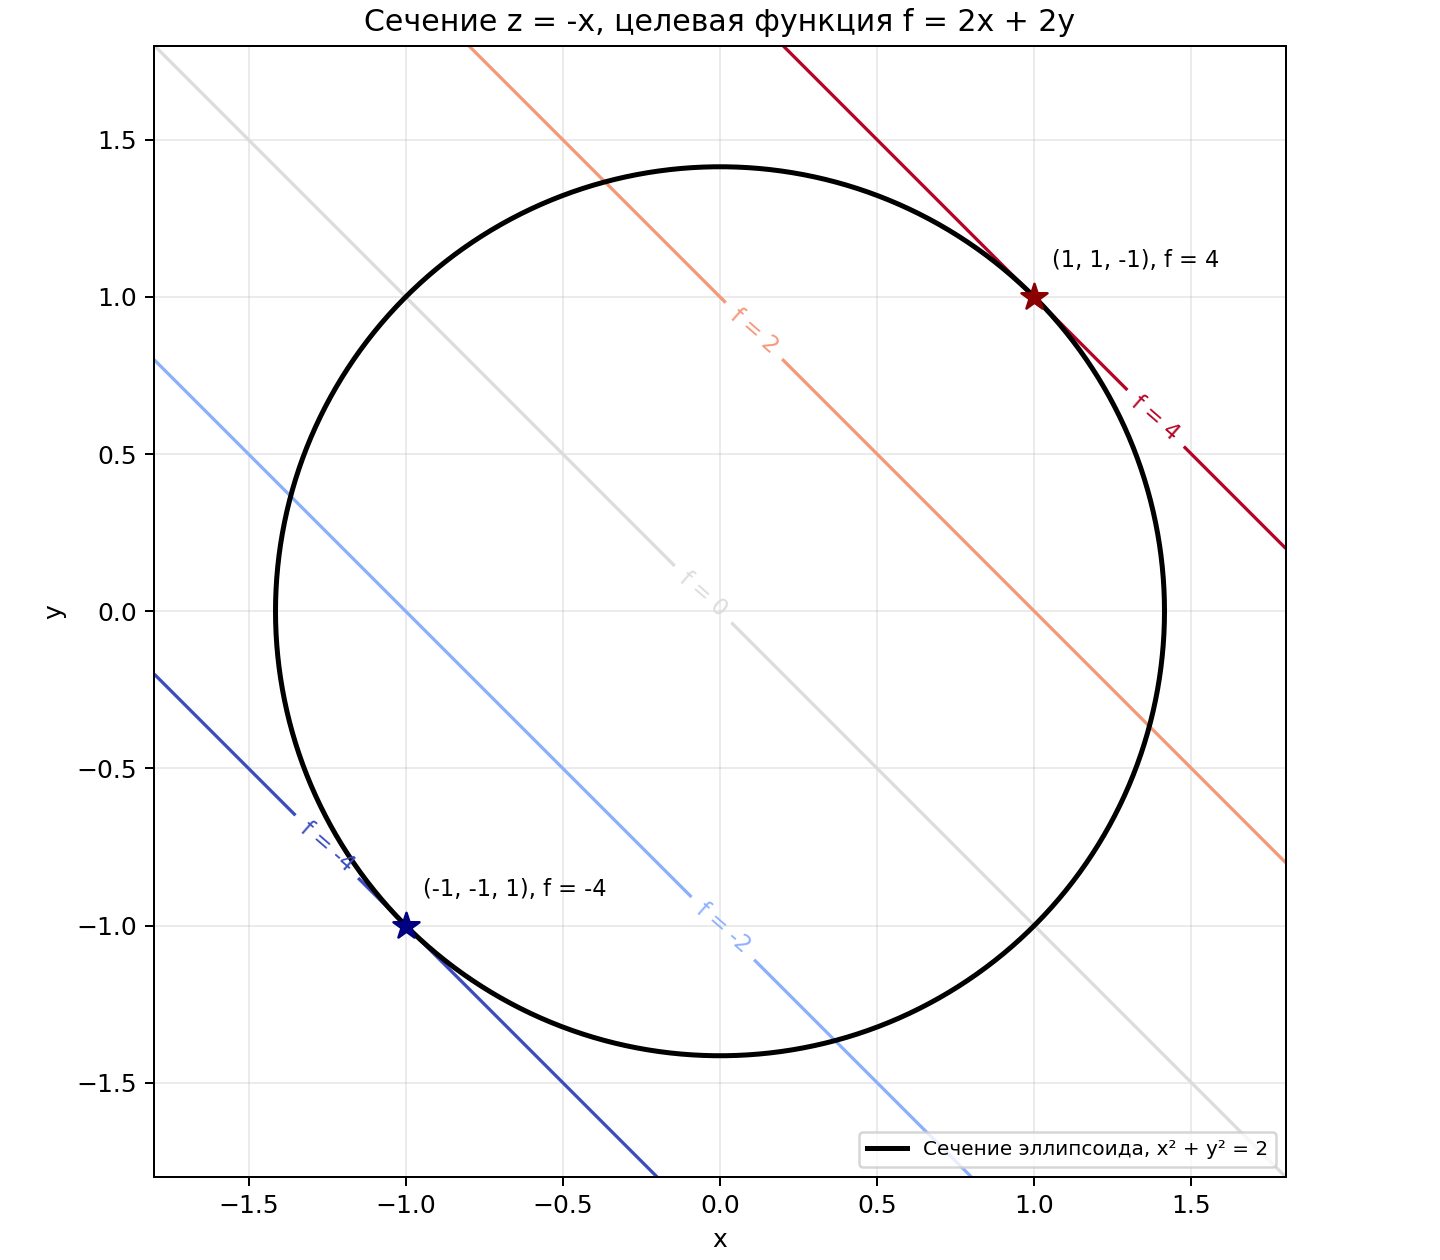 Сечение z = -x, целевая функция f = 2x + 2y
y
1.5
1.0
0.5
0.0
−0.5
−1.0
−1.5
(1, 1, -1), f = 4
f = 2
f = 4
f = 0
f = -4
(-1, -1, 1), f = -4
f = -2
Сечение эллипсоида, x² + y² = 2
−1.5 −1.0 −0.5 0.0 0.5 1.0 1.5
x